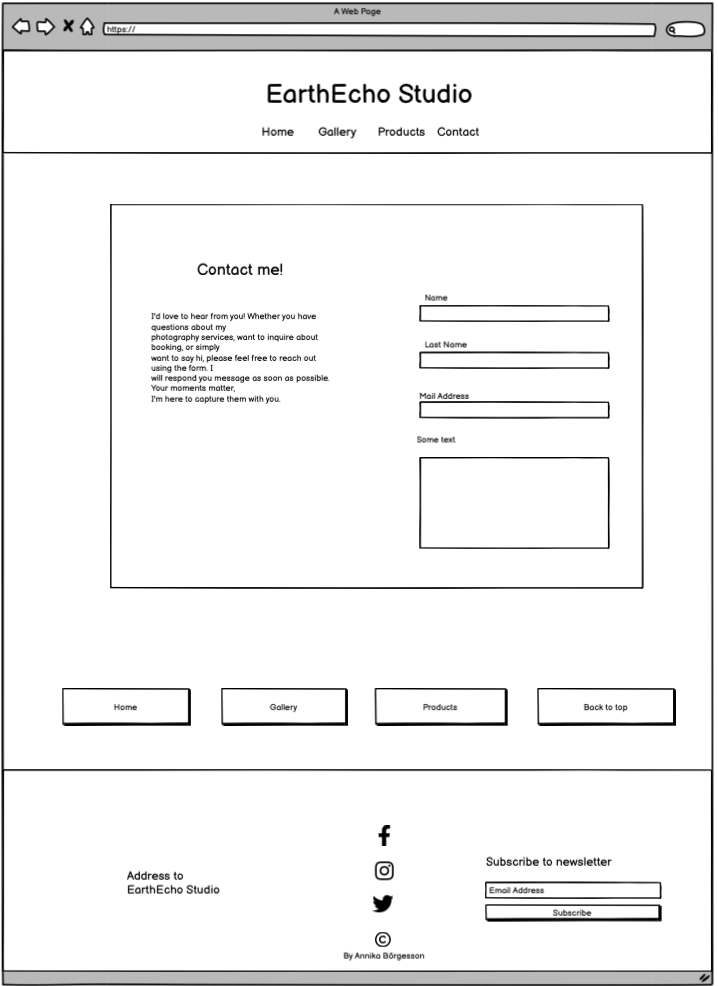 A Web Page
https://
EarthEcho Studio
Home Gallery Products Contact
Contact me!
I'd love to hear from you! Whether you have
questions about my
photography services, want to inquire about
booking, or simply
want to say hi, please feel free to reach out
using the form. I
will respond you message as soon as possible.
Your moments matter,
I'm here to capture them with you.
Name
Last Name
Mail Address
Some text
Home
Gallery
Products
Back to top
Address to
EarthEcho Studio
©
By Annika Börgesson
Subscribe to newsletter
Email Address
Subscribe